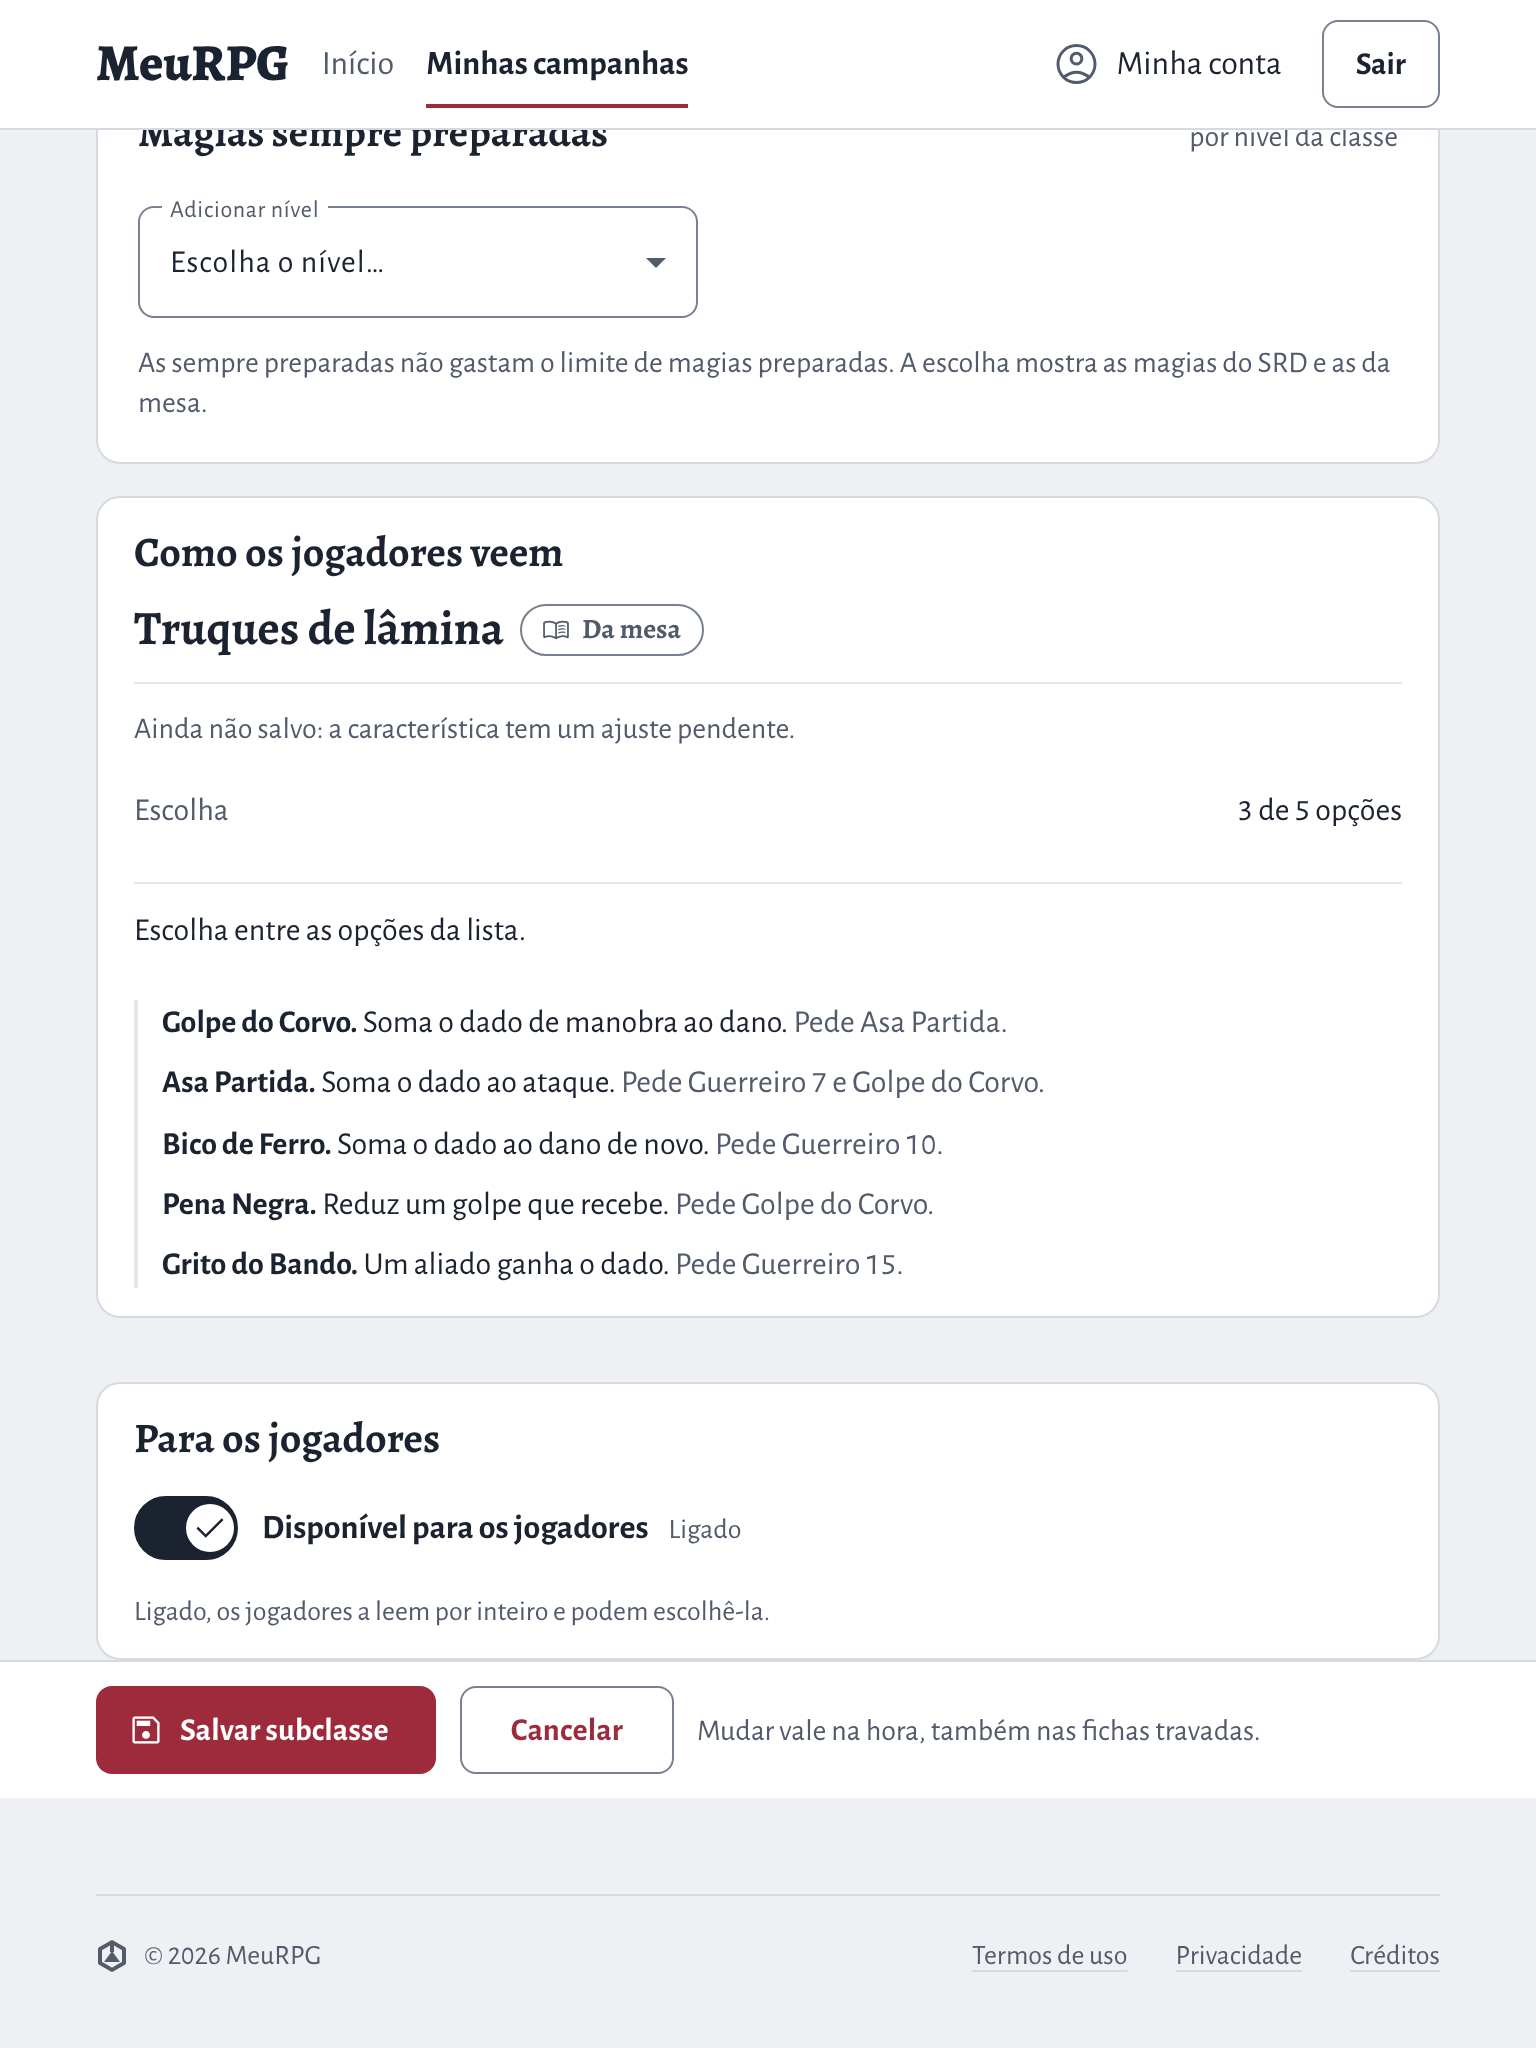 MeuRPG Início Minhas campanhas Minha conta Sair
Magias sempre preparadas por nível da classe
Adicionar nível
Escolha o nível...
As sempre preparadas não gastam o limite de magias preparadas. A escolha mostra as magias do SRD e as da
mesa.
Como os jogadores veem
Truques de lâmina Da mesa
Ainda não salvo: a característica tem um ajuste pendente.
Escolha 3 de 5 opções
Escolha entre as opções da lista.
Golpe do Corvo. Soma o dado de manobra ao dano. Pede Asa Partida.
Asa Partida. Soma o dado ao ataque. Pede Guerreiro 7 e Golpe do Corvo.
Bico de Ferro. Soma o dado ao dano de novo. Pede Guerreiro 10.
Pena Negra. Reduz um golpe que recebe. Pede Golpe do Corvo.
Grito do Bando. Um aliado ganha o dado. Pede Guerreiro 15.
Para os jogadores
Disponível para os jogadores Ligado
Ligado, os jogadores a leem por inteiro e podem escolhê-la.
Salvar subclasse Cancelar Mudar vale na hora, também nas fichas travadas.
© 2026 MeuRPG Termos de uso Privacidade Créditos